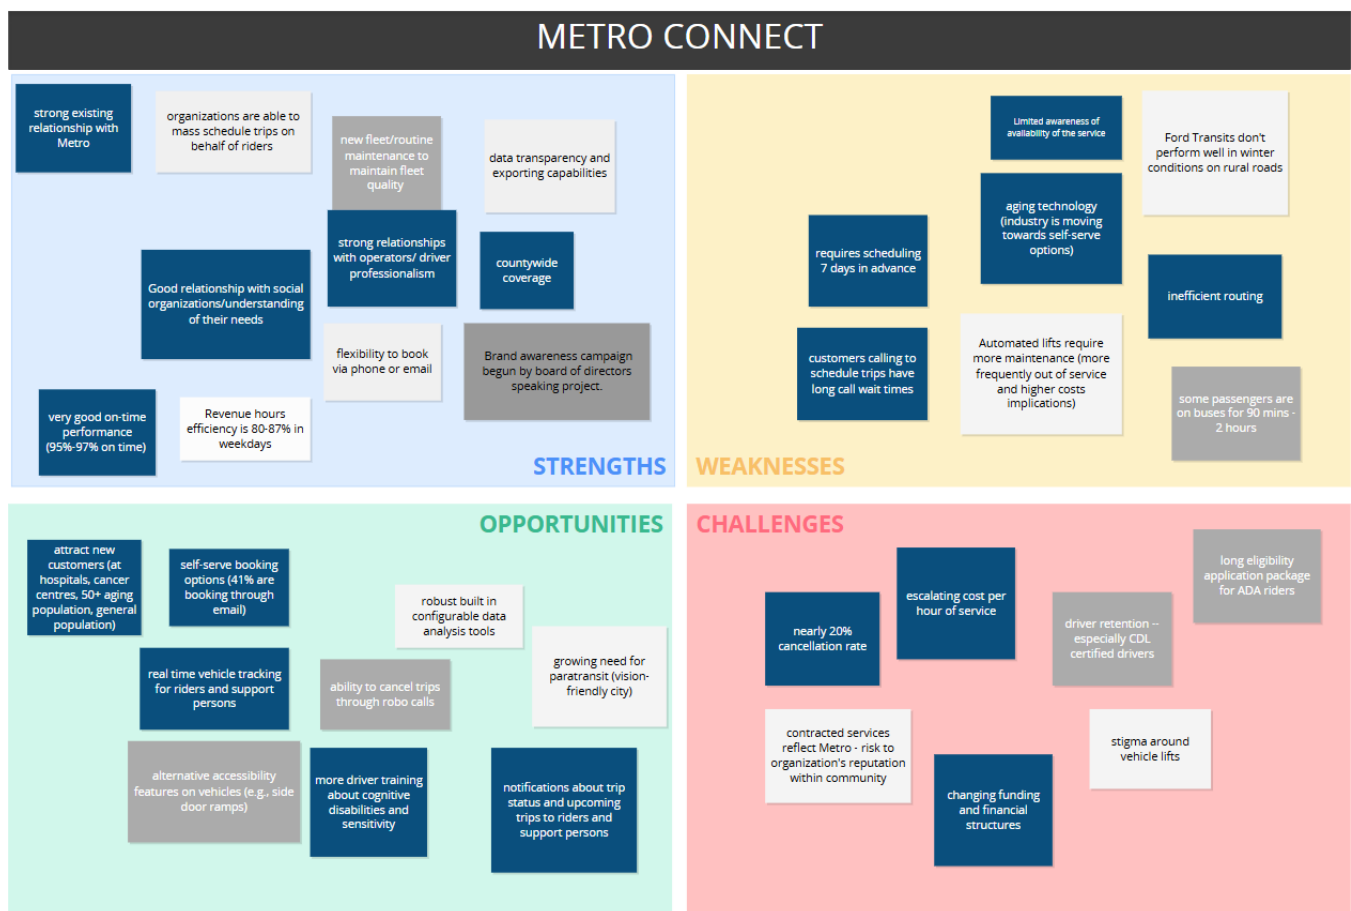 METRO CONNECT
strong existing
relationship with
Metro
organizations are able to
mass schedule trips on
behalf of riders
new fleet/routine
maintenance to
maintain fleet
quality
data transparency and
exporting capabilities
strong relationships
with operators/ driver
professionalism
countywide
coverage
Good relationship with social
organizations/understanding
of their needs
flexibility to book
via phone or email
Brand awareness campaign
begun by board of directors
speaking project.
very good on-time
performance
(95%-97% on time)
Revenue hours
efficiency is 80-87% in
weekdays
STRENGTHS
Limited awareness of
availability of the service
Ford Transits don't
perform well in winter
conditions on rural roads
aging technology
(industry is moving
towards self-serve
options)
requires scheduling
7 days in advance
inefficient routing
customers calling to
schedule trips have
long call wait times
Automated lifts require
more maintenance (more
frequently out of service
and higher costs
implications)
some passengers are
on buses for 90 mins -
2 hours
WEAKNESSES
OPPORTUNITIES
attract new
customers (at
hospitals, cancer
centres, 50+ aging
population, general
population)
self-serve booking
options (41% are
booking through
email)
robust built in
configurable data
analysis tools
growing need for
paratransit (vision-
friendly city)
real time vehicle tracking
for riders and support
persons
ability to cancel trips
through robo calls
alternative accessibility
features on vehicles (e.g., side
door ramps)
more driver training
about cognitive
disabilities and
sensitivity
notifications about trip
status and upcoming
trips to riders and
support persons
CHALLENGES
long eligibility
application package
for ADA riders
escalating cost per
hour of service
nearly 20%
cancellation rate
driver retention --
especially CDL
certified drivers
contracted services
reflect Metro - risk to
organization's reputation
within community
stigma around
vehicle lifts
changing funding
and financial
structures